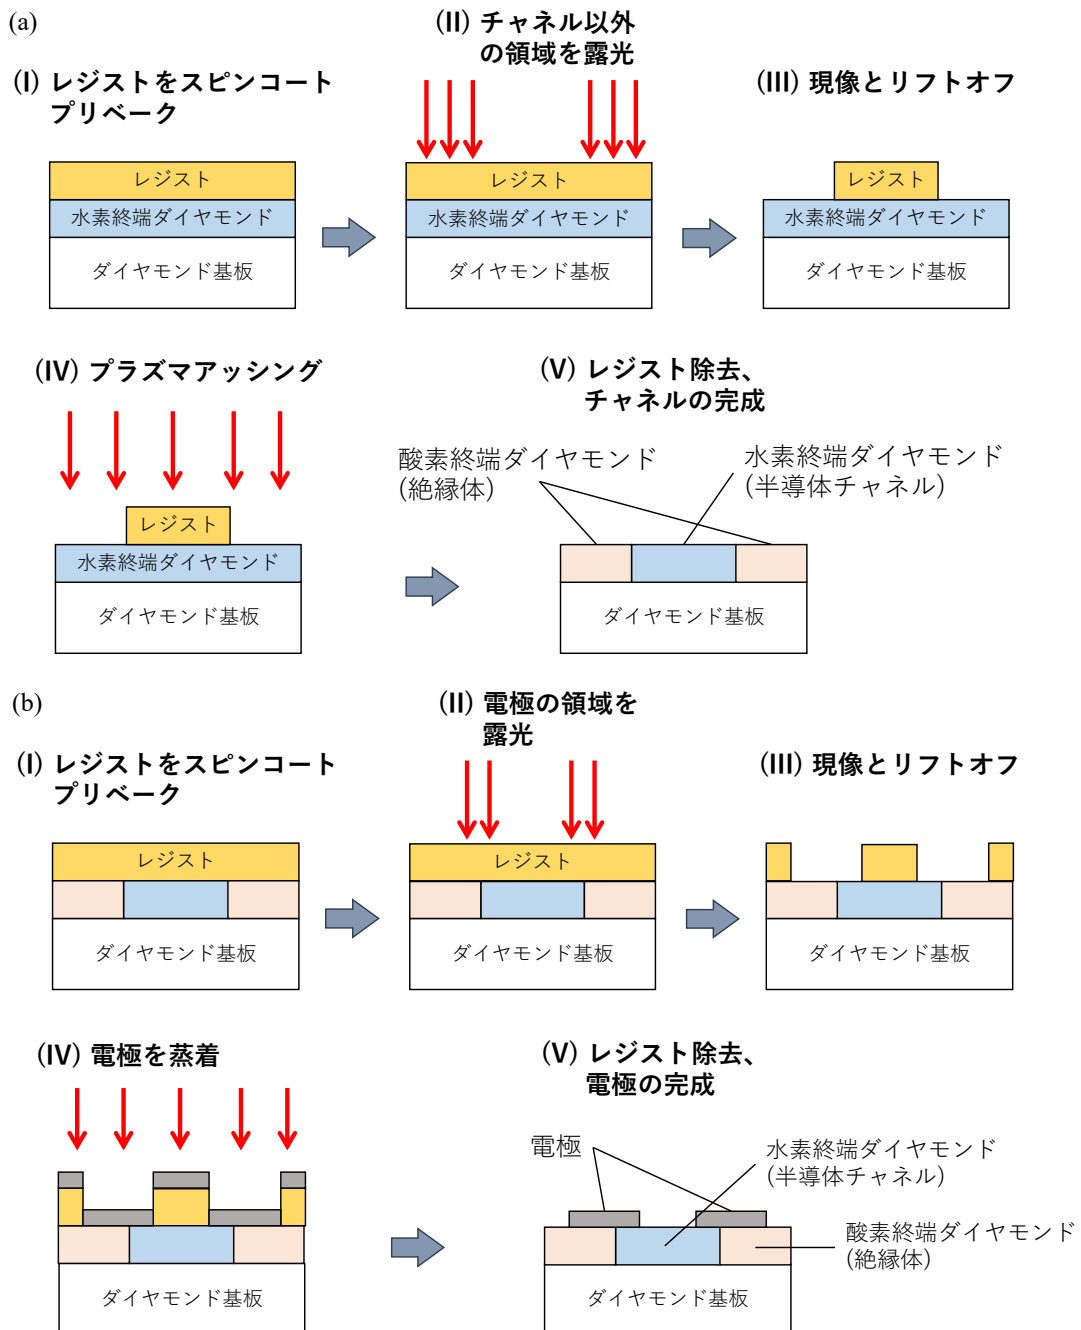 (a)
(I) レジストをスピンコート
プリベーク
(II) チャネル以外
の領域を露光
(III) 現像とリフトオフ
レジスト
水素終端ダイヤモンド
ダイヤモンド基板
レジスト
水素終端ダイヤモンド
ダイヤモンド基板
レジスト
水素終端ダイヤモンド
ダイヤモンド基板
(IV) プラズマアッシング
(V) レジスト除去、
チャネルの完成
レジスト
水素終端ダイヤモンド
ダイヤモンド基板
酸素終端ダイヤモンド
(絶縁体)
水素終端ダイヤモンド
(半導体チャネル)
ダイヤモンド基板
(b)
(I) レジストをスピンコート
プリベーク
(II) 電極の領域を
露光
(III) 現像とリフトオフ
レジスト
ダイヤモンド基板
レジスト
ダイヤモンド基板
ダイヤモンド基板
(IV) 電極を蒸着
(V) レジスト除去、
電極の完成
ダイヤモンド基板
電極
水素終端ダイヤモンド
(半導体チャネル)
酸素終端ダイヤモンド
(絶縁体)
ダイヤモンド基板